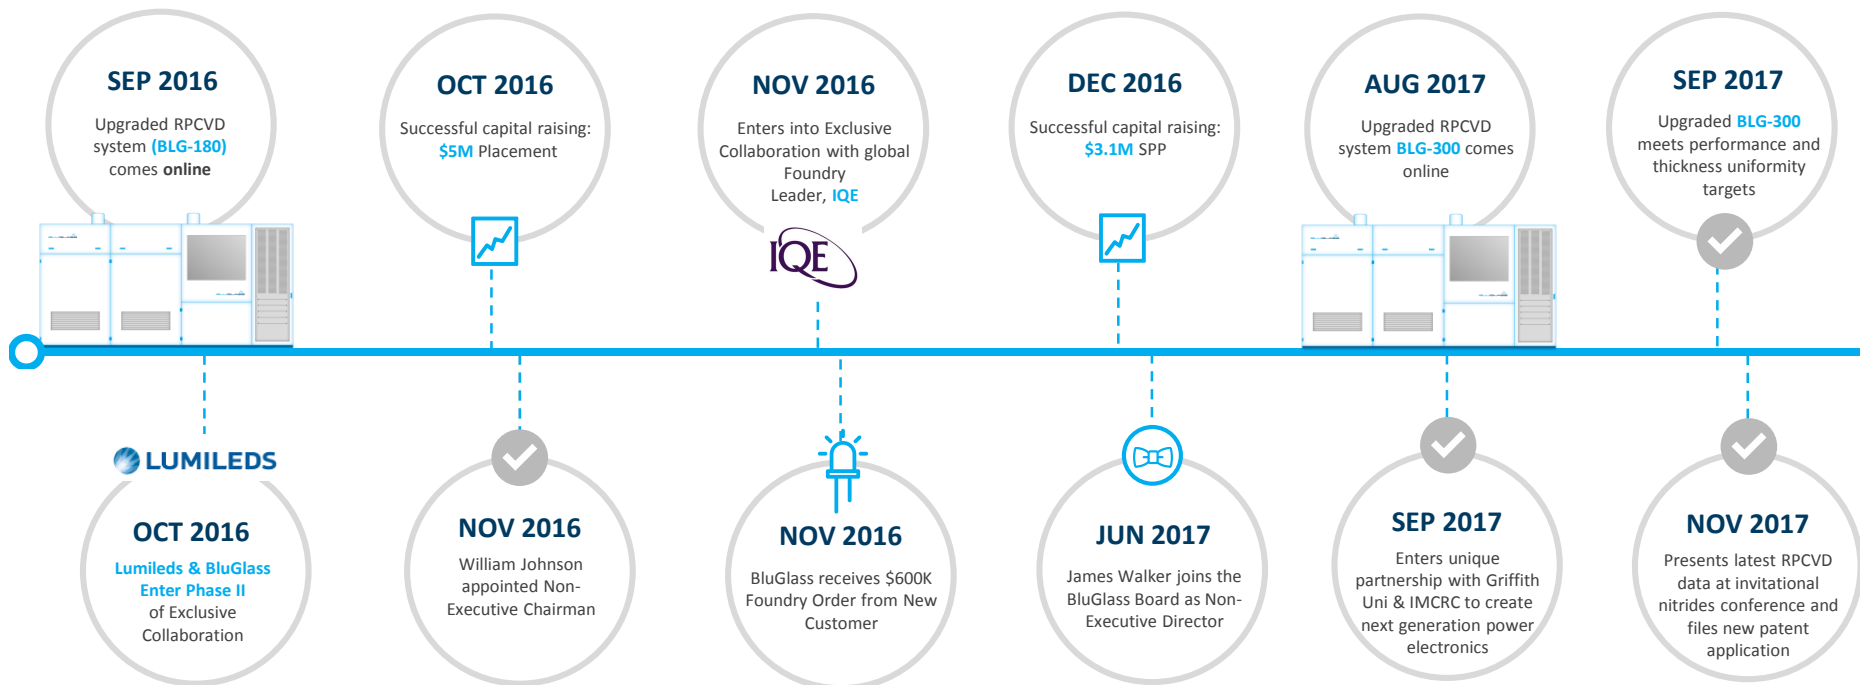 SEP 2016
Upgraded RPCVD
system (BLG-180)
comes online
OCT 2016
Successful capital raising:
$5M Placement
NOV 2016
Enters into Exclusive
Collaboration with global
Foundry
Leader, IQE
IQE
DEC 2016
Successful capital raising:
$3.1M SPP
AUG 2017
Upgraded RPCVD
system BLG-300 comes
online
SEP 2017
Upgraded BLG-300
meets performance and
thickness uniformity
targets
LUMILEDS
OCT 2016
Lumileds & BluGlass
Enter Phase II
of Exclusive
Collaboration
NOV 2016
William Johnson
appointed Non-
Executive Chairman
NOV 2016
BluGlass receives $600K
Foundry Order from New
Customer
JUN 2017
James Walker joins the
BluGlass Board as Non-
Executive Director
SEP 2017
Enters unique
partnership with Griffith
Uni & IMCRC to create
next generation power
electronics
NOV 2017
Presents latest RPCVD
data at invitational
nitrides conference and
files new patent
application